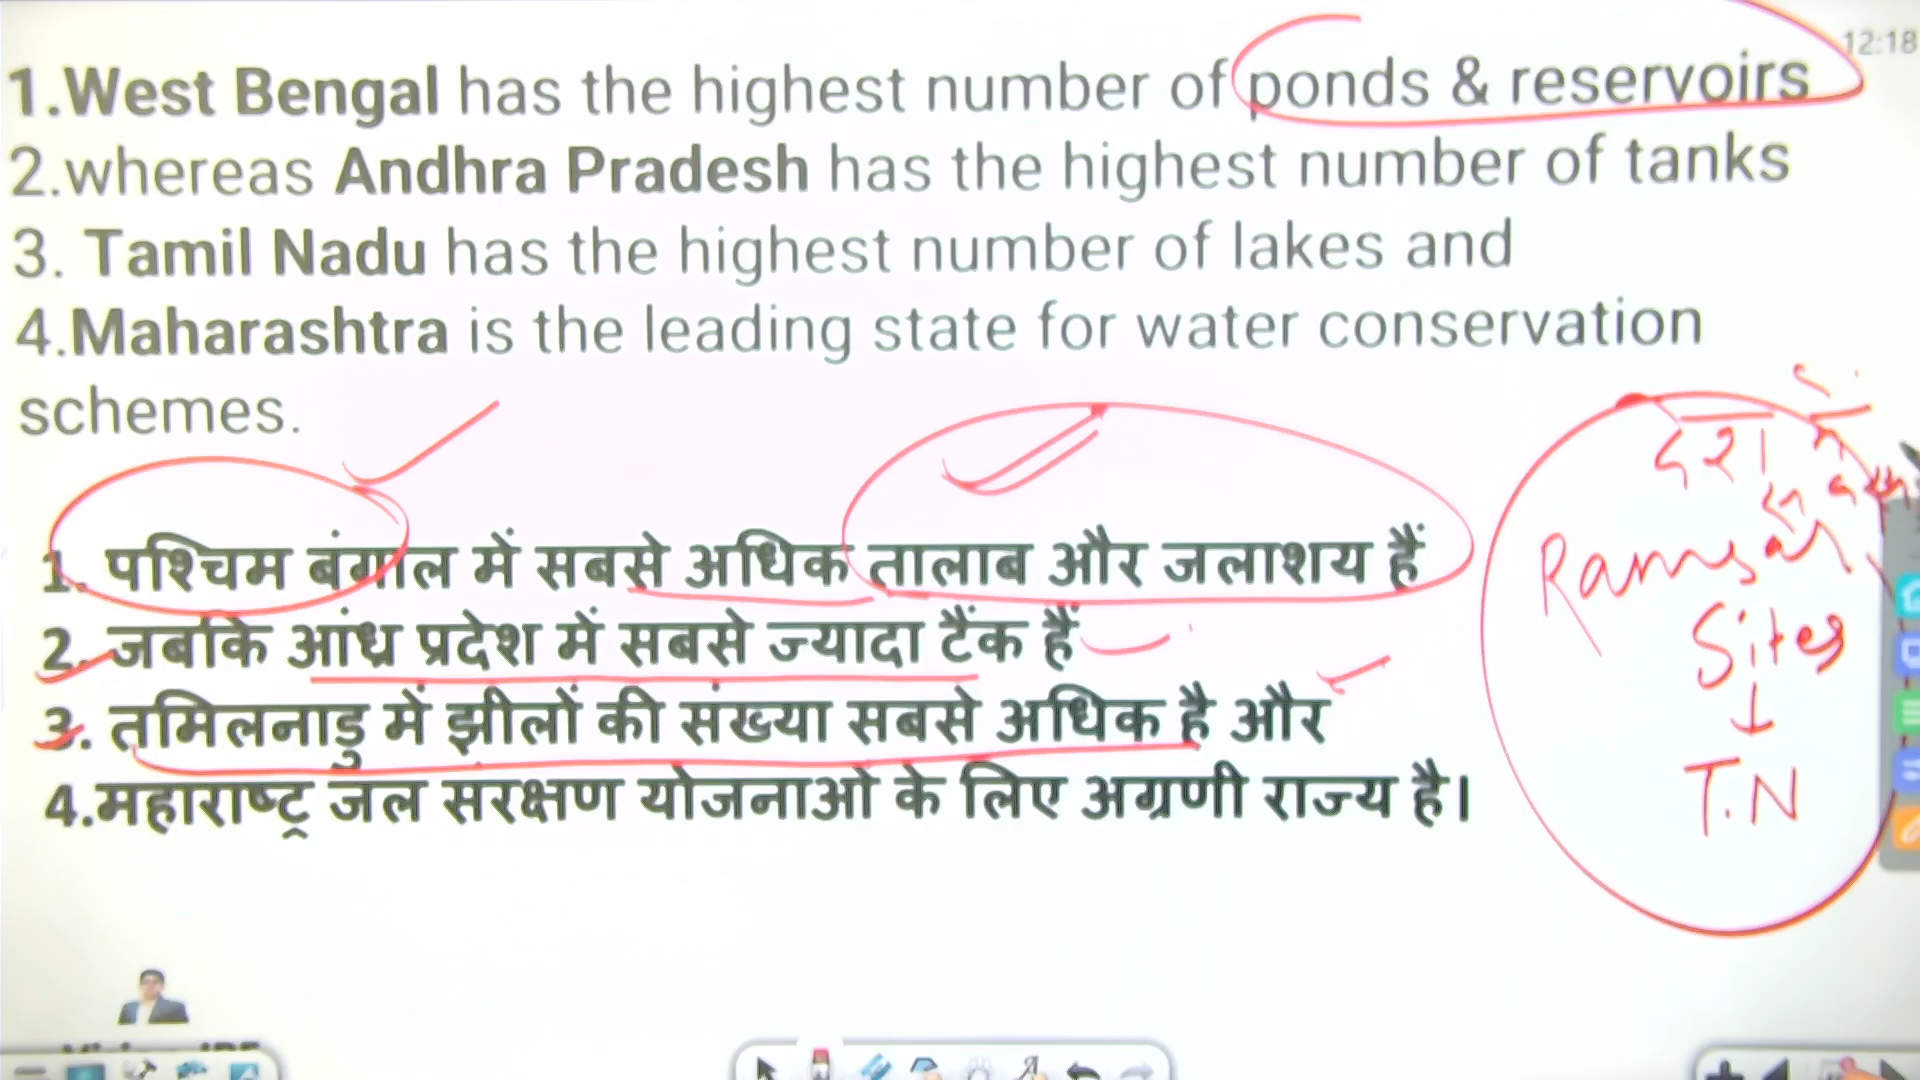 12:18
1.West Bengal has the highest number of ponds & reservoirs
2.whereas Andhra Pradesh has the highest number of tanks
3. Tamil Nadu has the highest number of lakes and
4.Maharashtra is the leading state for water conservation
schemes.
1. पश्चिम बंगाल में सबसे अधिक तालाब और जलाशय हैं
2. जबकि आंध्र प्रदेश में सबसे ज्यादा टैंक हैं
3. तमिलनाडु में झीलों की संख्या सबसे अधिक है और
4.महाराष्ट्र जल संरक्षण योजनाओं के लिए अग्रणी राज्य है।
Ramsar
Sites
↓
T.N